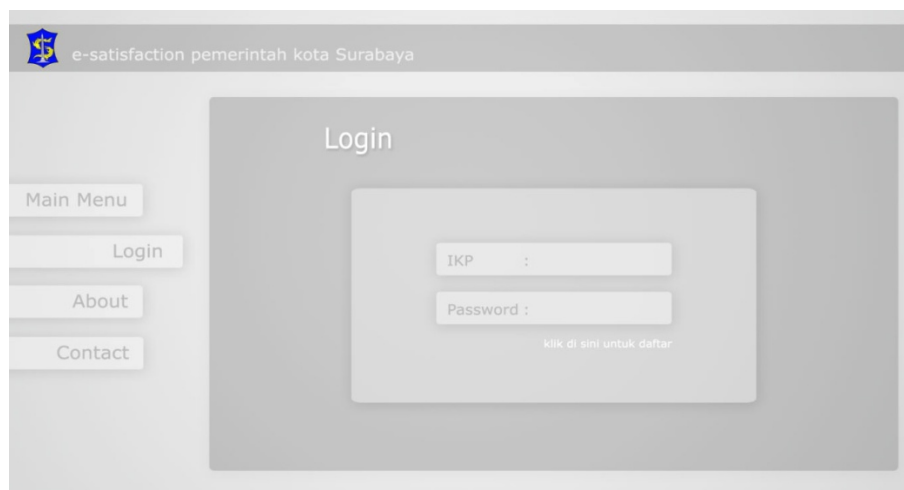 e-satisfaction pemerintah kota Surabaya
Login
Main Menu
Login
About
Contact
IKP :
Password :
klik di sini untuk daftar